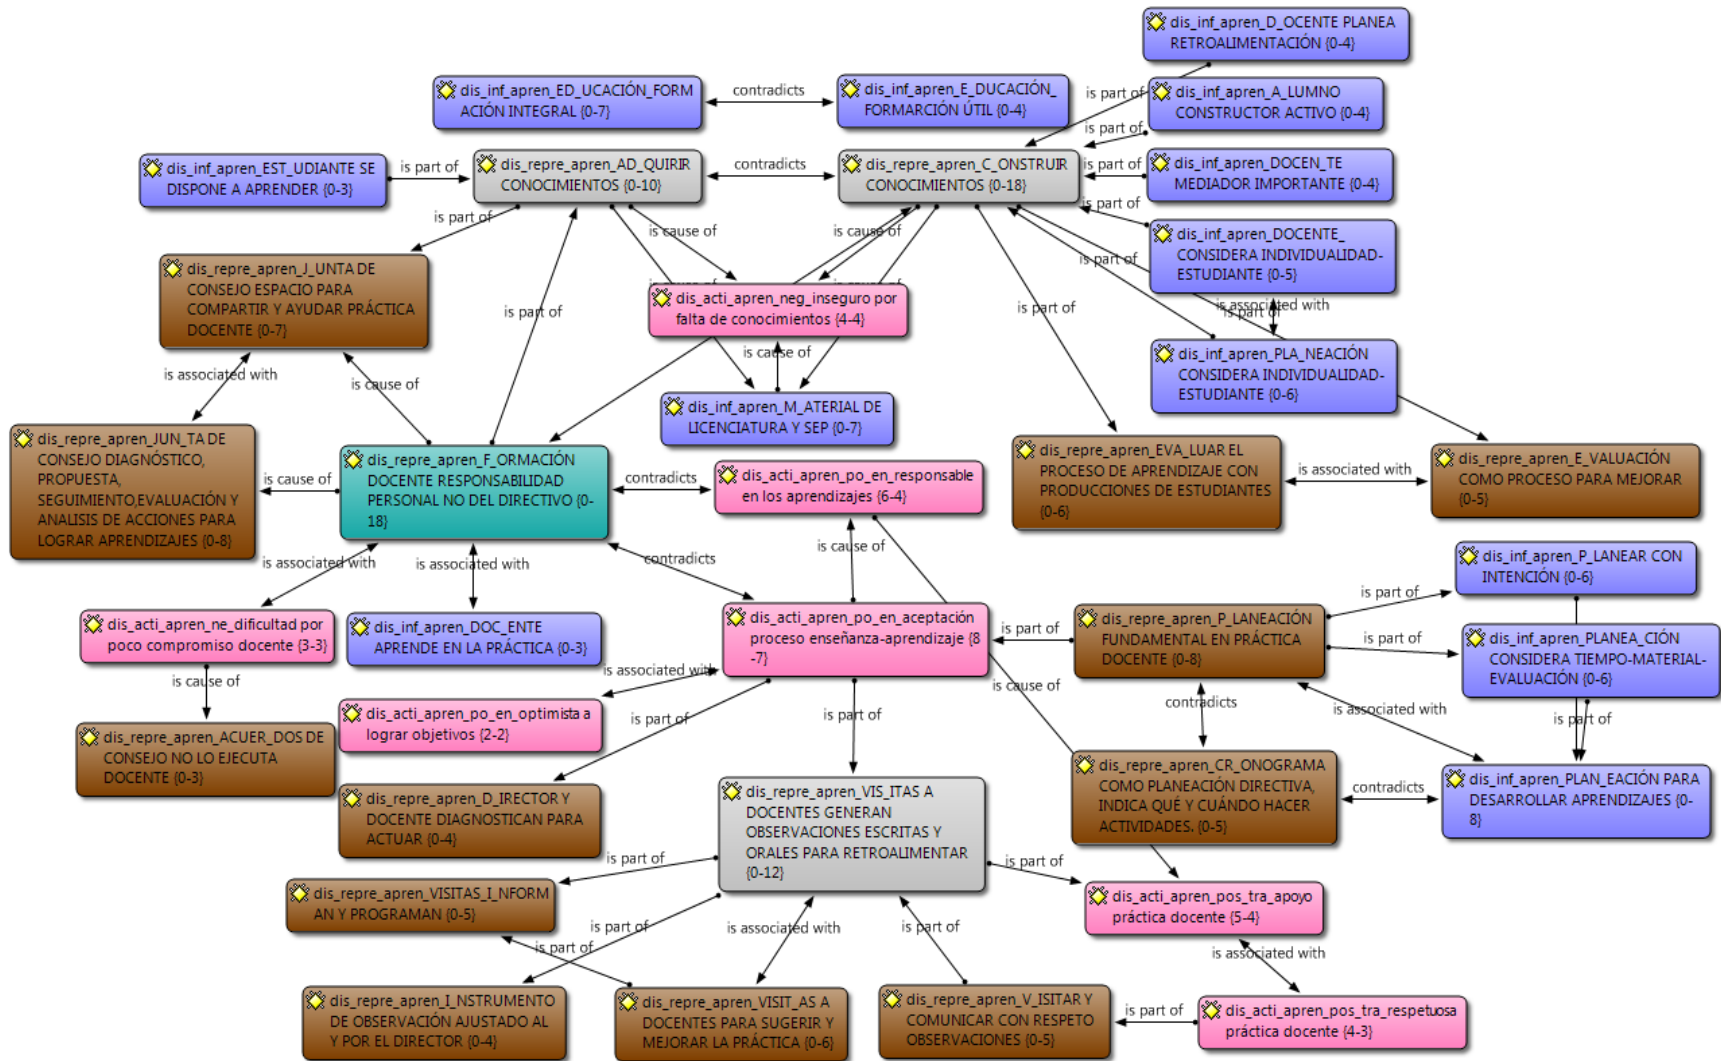 dis_inf_apren_D_OCENTE PLANEA
RETROALIMENTACIÓN {0-4}
dis_inf_apren_ED_UCACIÓN_FORM
ACIÓN INTEGRAL {0-7}
contradicts
dis_inf_apren_E_DUCACIÓN_
FORMARCIÓN ÚTIL {0-4}
is part of
dis_inf_apren_A_LUMNO
CONSTRUCTOR ACTIVO {0-4}
is part of
dis_inf_apren_EST_UDIANTE SE
DISPONE A APRENDER {0-3}
is part of
dis_repre_apren_AD_QUIRIR
CONOCIMIENTOS {0-10}
contradicts
dis_repre_apren_C_ONSTRUIR
CONOCIMIENTOS {0-18}
is part of
dis_inf_apren_DOCEN_TE
MEDIADOR IMPORTANTE {0-4}
is part of
is part of
is cause of
is cause of
dis_inf_apren_DOCENTE_
CONSIDERA INDIVIDUALIDAD-
ESTUDIANTE {0-5}
is part of
dis_repre_apren_J_UNTA DE
CONSEJO ESPACIO PARA
COMPARTIR Y AYUDAR PRÁCTICA
DOCENTE {0-7}
dis_acti_apren_neg_inseguro por
falta de conocimientos {4-4}
is part of
is part of
is part of
is associated with
is cause of
dis_inf_apren_PLA_NEACIÓN
CONSIDERA INDIVIDUALIDAD-
ESTUDIANTE {0-6}
is associated with
is cause of
dis_inf_apren_M_ATERIAL DE
LICENCIATURA Y SEP {0-7}
dis_repre_apren_JUN_TA DE
CONSEJO DIAGNÓSTICO,
PROPUESTA,
SEGUIMIENTO,EVALUACIÓN Y
ANALISIS DE ACCIONES PARA
LOGRAR APRENDIZAJES {0-8}
is cause of
dis_repre_apren_F_ORMACIÓN
DOCENTE RESPONSABILIDAD
PERSONAL NO DEL DIRECTIVO {0-
18}
contradicts
dis_acti_apren_po_en_responsable
en los aprendizajes {6-4}
dis_repre_apren_EVA_LUAR EL
PROCESO DE APRENDIZAJE CON
PRODUCCIONES DE ESTUDIANTES
{0-6}
is associated with
dis_repre_apren_E_VALUACIÓN
COMO PROCESO PARA MEJORAR
{0-5}
is associated with
is associated with
contradicts
is cause of
dis_inf_apren_P_LANEAR CON
INTENCIÓN {0-6}
is part of
dis_acti_apren_ne_dificultad por
poco compromiso docente {3-3}
dis_inf_apren_DOC_ENTE
APRENDE EN LA PRÁCTICA {0-3}
dis_acti_apren_po_en_aceptación
proceso enseñanza-aprendizaje {8
-7}
is part of
dis_repre_apren_P_LANEACIÓN
FUNDAMENTAL EN PRÁCTICA
DOCENTE {0-8}
is part of
dis_inf_apren_PLANEA_CIÓN
CONSIDERA TIEMPO-MATERIAL-
EVALUACIÓN {0-6}
is cause of
is associated with
is cause of
dis_acti_apren_po_en_optimista a
lograr objetivos {2-2}
is part of
is part of
contradicts
is associated with
is part of
dis_repre_apren_ACUER_DOS DE
CONSEJO NO LO EJECUTA
DOCENTE {0-3}
dis_repre_apren_D_IRECTOR Y
DOCENTE DIAGNOSTICAN PARA
ACTUAR {0-4}
dis_repre_apren_VIS_ITAS A
DOCENTES GENERAN
OBSERVACIONES ESCRITAS Y
ORALES PARA RETROALIMENTAR
{0-12}
dis_repre_apren_CR_ONOGRAMA
COMO PLANEACIÓN DIRECTIVA,
INDICA QUÉ Y CUÁNDO HACER
ACTIVIDADES. {0-5}
contradicts
dis_inf_apren_PLAN_EACIÓN PARA
DESARROLLAR APRENDIZAJES {0-
8}
is part of
is part of
dis_repre_apren_VISITAS_I_NFORM
AN Y PROGRAMAN {0-5}
dis_acti_apren_pos_tra_apoyo
práctica docente {5-4}
is part of
is associated with
is part of
is part of
is associated with
dis_repre_apren_I_NSTRUMENTO
DE OBSERVACIÓN AJUSTADO AL
Y POR EL DIRECTOR {0-4}
dis_repre_apren_VISIT_AS A
DOCENTES PARA SUGERIR Y
MEJORAR LA PRÁCTICA {0-6}
dis_repre_apren_V_ISITAR Y
COMUNICAR CON RESPETO
OBSERVACIONES {0-5}
is part of
dis_acti_apren_pos_tra_respetuosa
práctica docente {4-3}